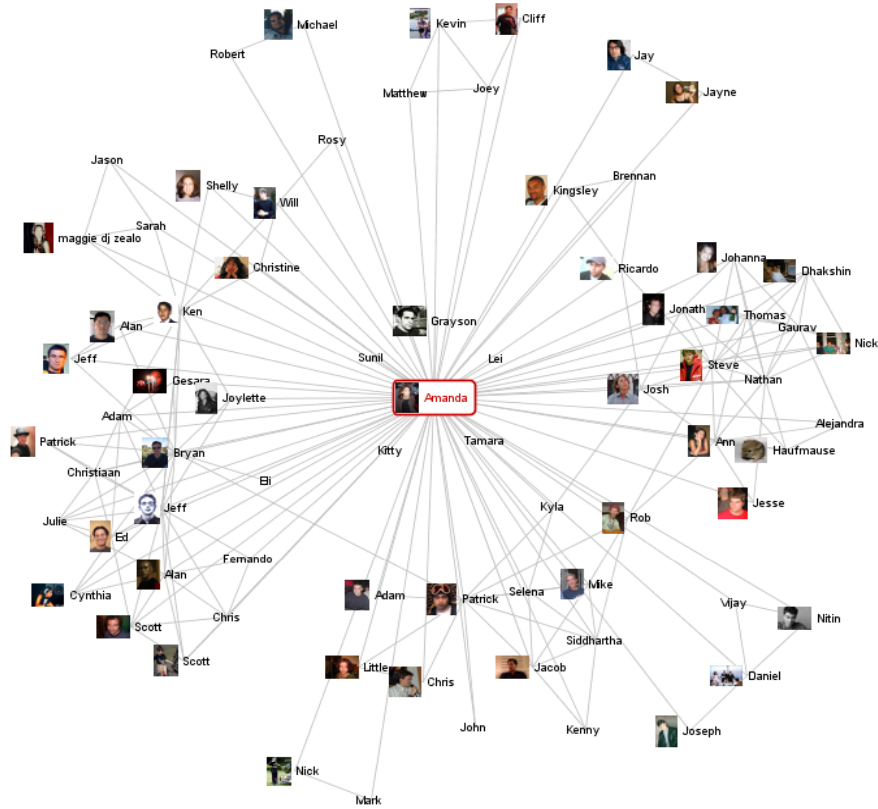 Michael
Kevin
Cliff
Robert
Jay
Matthew
Joey
Jayne
Rosy
Jason
Shelly
Will
Brennan
Kingsley
Sarah
maggie dj zealo
Christine
Ricardo
Johanna
Dhakshin
Ken
Alan
Grayson
Jonath
Thomas
Gaurav
Nick
Jeff
Sunil
Lei
Steve
Gesara
Nathan
Joylette
Amanda
Josh
Adam
Alejandra
Patrick
Bryan
Kitty
Tamara
Ann
Haufmause
Christiaan
Eli
Jesse
Julie
Jeff
Kyla
Rob
Ed
Fernando
Alan
Cynthia
Adam
Patrick
Selena
Mike
Vijay
Nitin
Chris
Scott
Siddhartha
Scott
Little
Chris
Jacob
Daniel
John
Kenny
Joseph
Nick
Mark